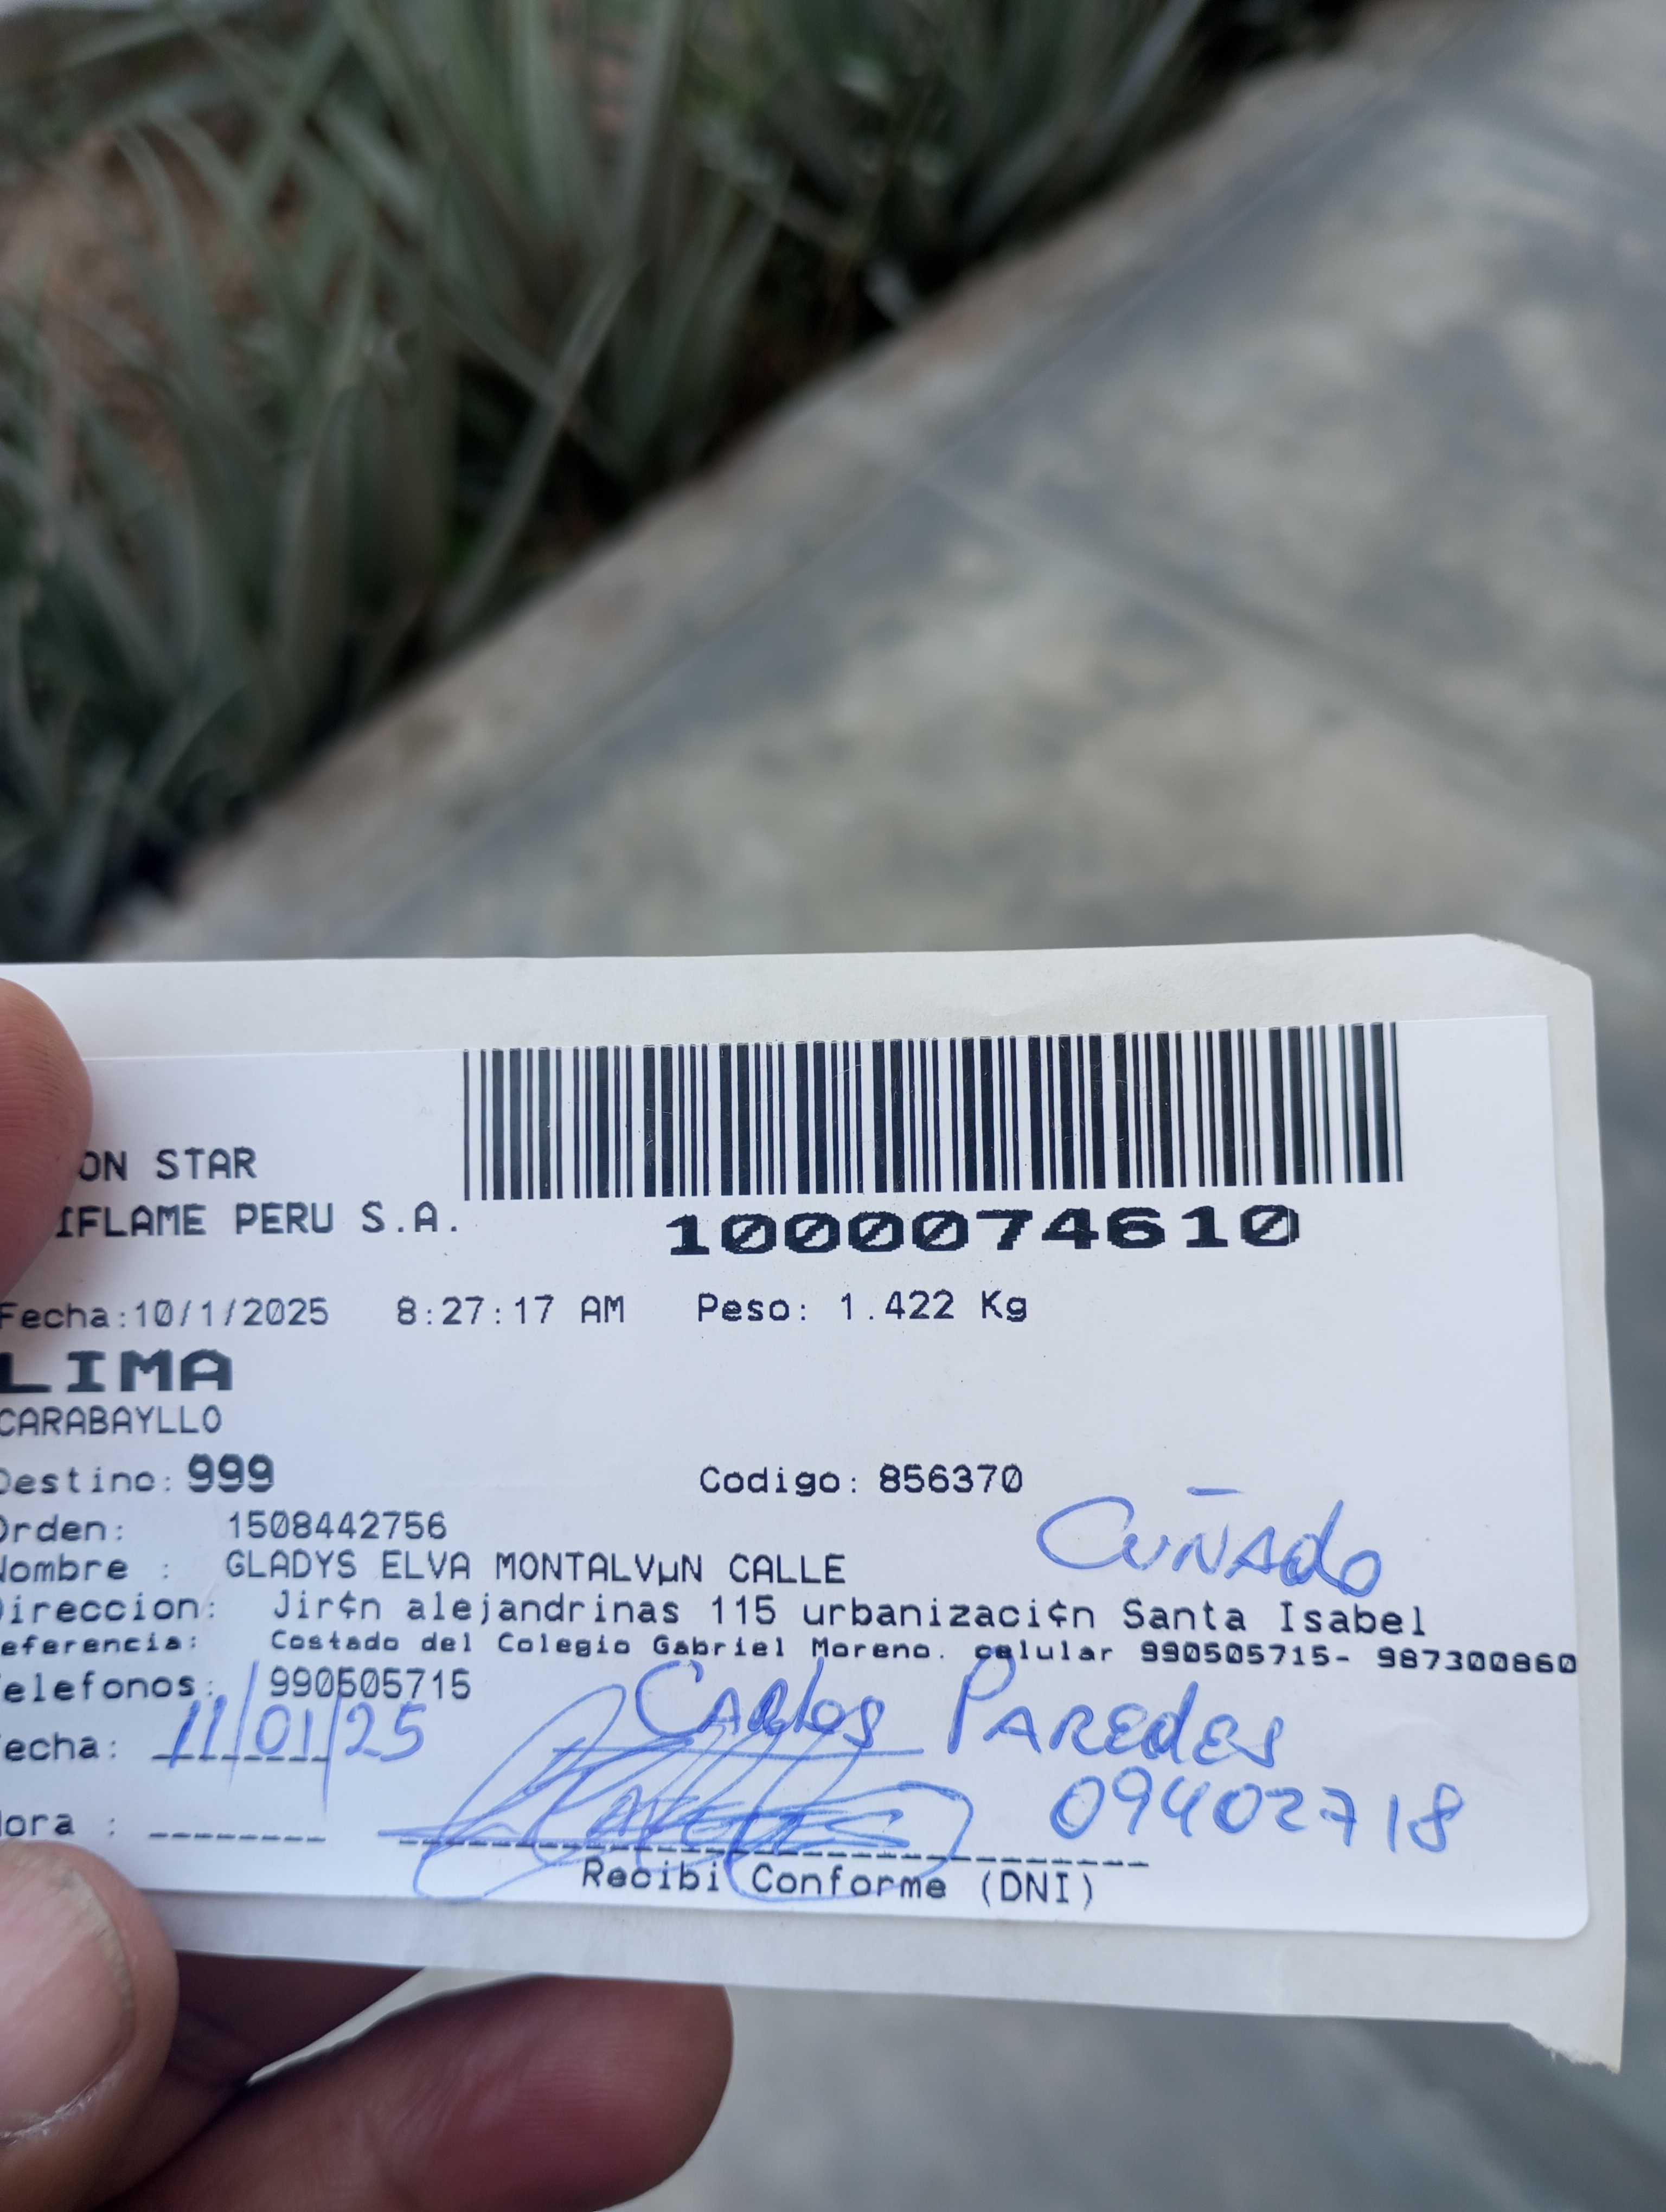 ON STAR
IFLAME PERU S.A.
1000074610
Fecha:10/1/2025 8:27:17 AM Peso: 1.422 Kg
LIMA
CARABAYLLO
Destino: 999 Codigo: 856370
Orden: 1508442756
CUÑAdo
Nombre : GLADYS ELVA MONTALVµN CALLE
Direccion: Jir¢n alejandrinas 115 urbanizaci¢n Santa Isabel
eferencia: Costado del Colegio Gabriel Moreno. celular 990505715- 987300860
elefonos: 990505715
CARlos PAREdES
echa: 11/01/25
09402718
ora :
Recibi Conforme (DNI)